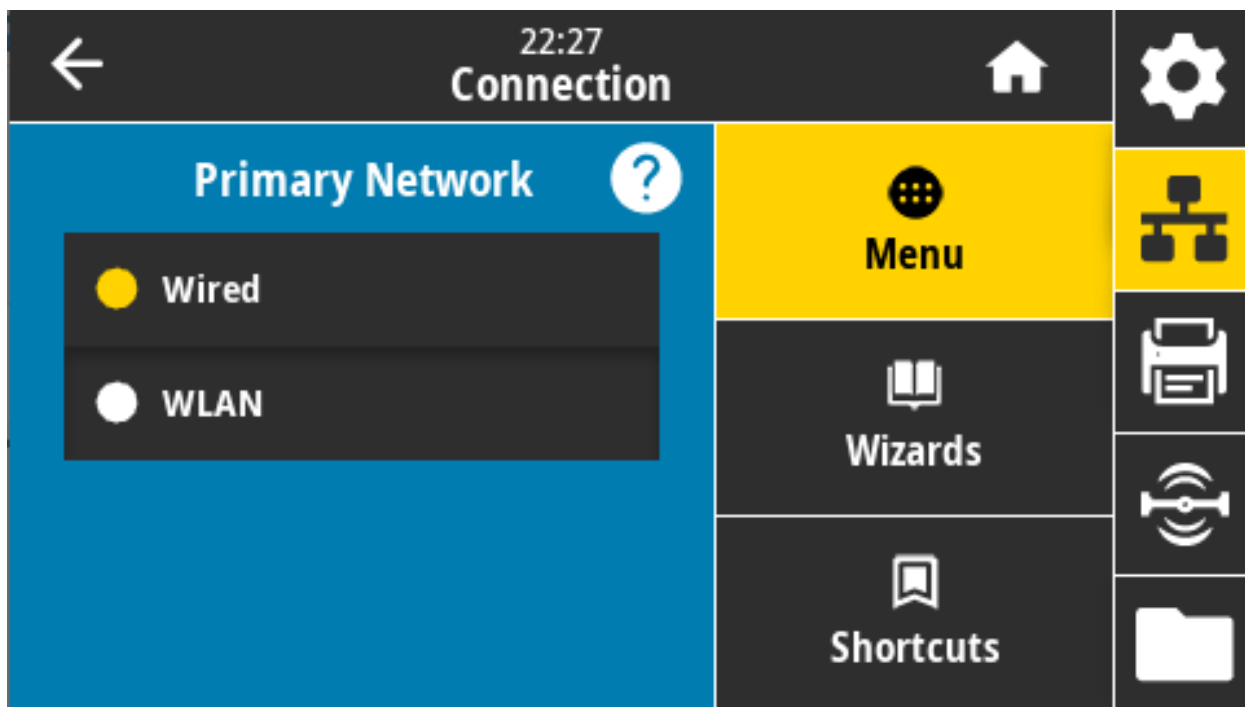 22:27
Connection
Primary Network
?
Wired
WLAN
Menu
Wizards
Shortcuts